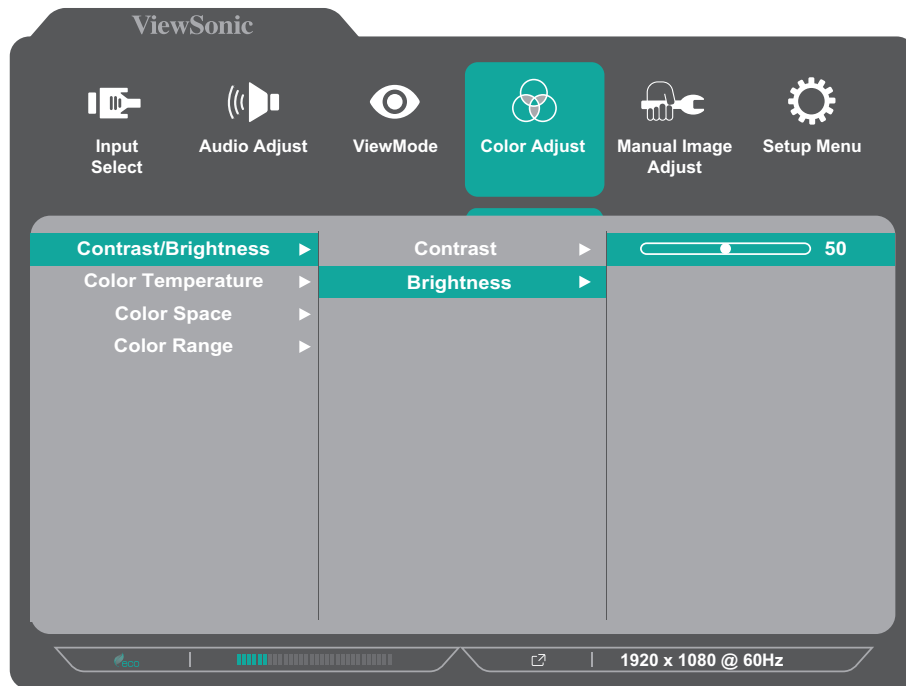 ViewSonic
Input Select
Audio Adjust
ViewMode
Color Adjust
Manual Image Adjust
Setup Menu
Contrast/Brightness
Contrast
50
Color Temperature
Brightness
Color Space
Color Range
eco
1920 x 1080 @ 60Hz